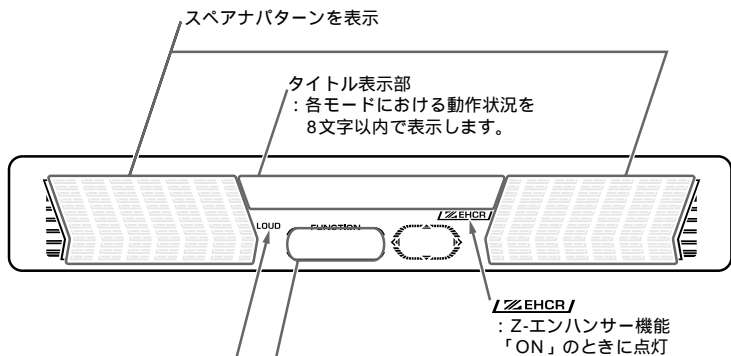 スペアナパターンを表示
タイトル表示部
：各モードにおける動作状況を
8文字以内で表示します。
Z EHCR
LOUD
FUNCTION
Z EHCR
：Z-エンハンサー機能
「ON」のときに点灯